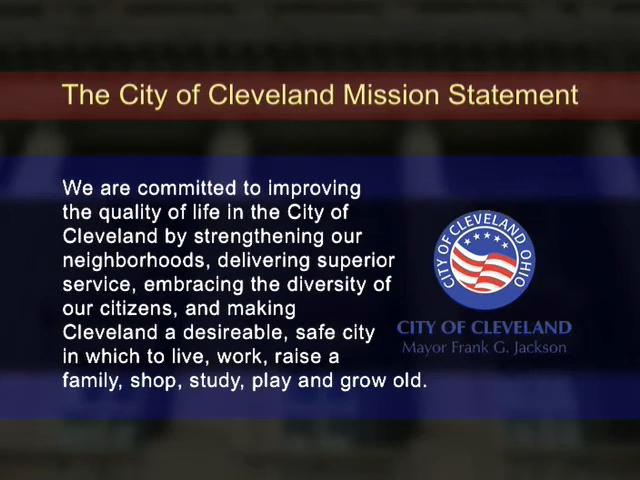 The City of Cleveland Mission Statement
We are committed to improving
the quality of life in the City of
Cleveland by strengthening our
neighborhoods, delivering superior
service, embracing the diversity of
our citizens, and making
Cleveland a desireable, safe city
in which to live, work, raise a
family, shop, study, play and grow old.
CITY OF CLEVELAND OHIO
CITY OF CLEVELAND
Mayor Frank G. Jackson